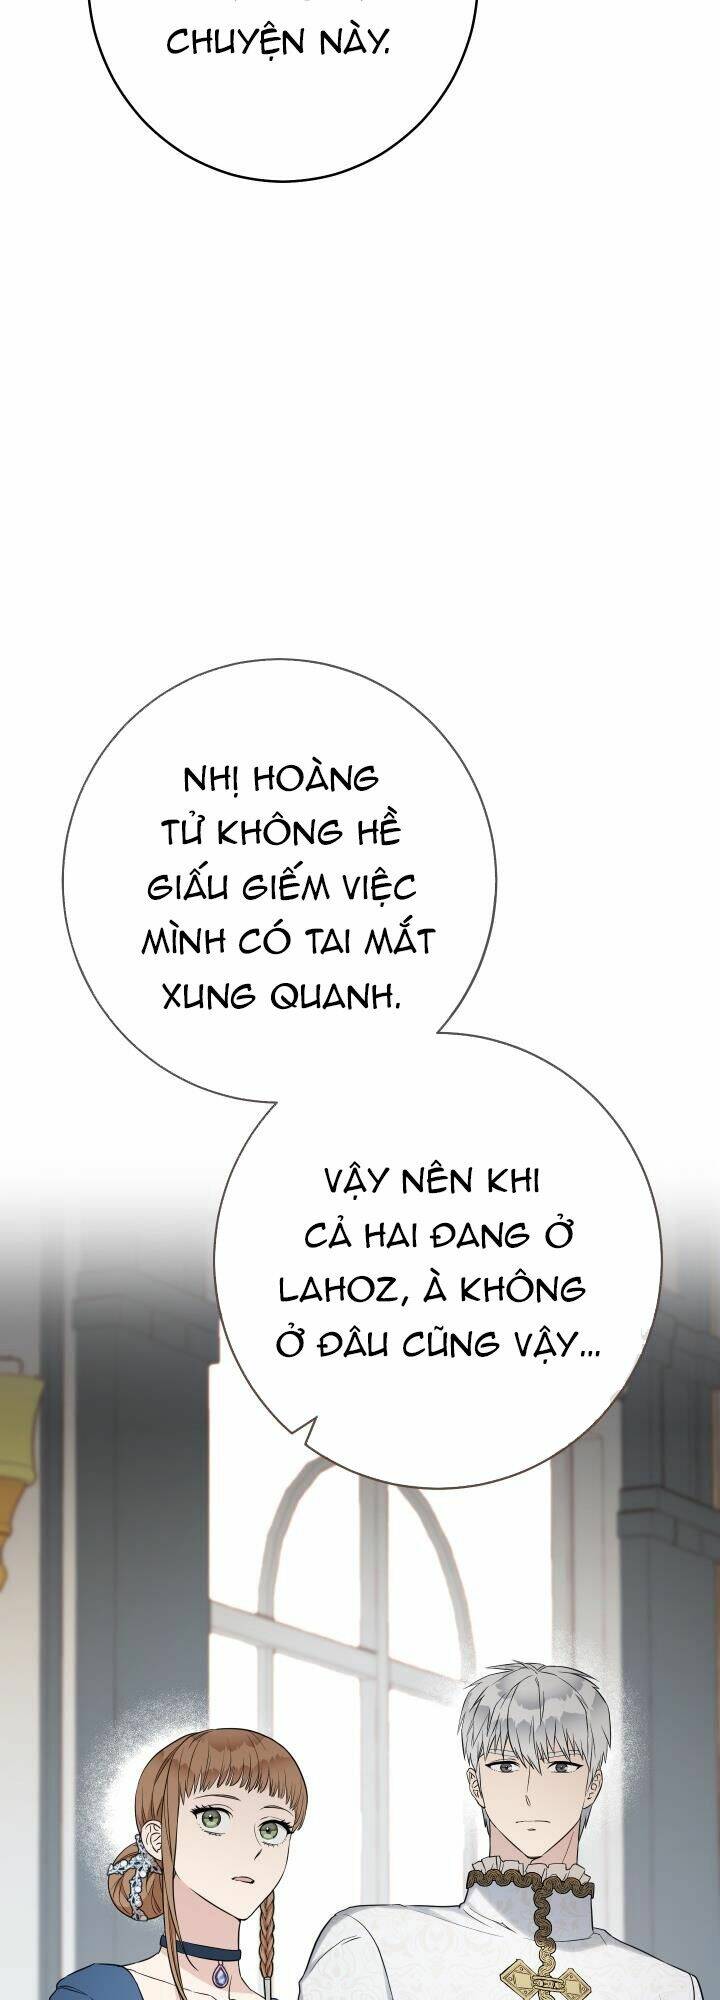 CHUYỆN NÀY.
NHỊ HOÀNG
TỬ KHÔNG HỀ
GIẤU GIẾM VIỆC
MÌNH CÓ TAI MẮT
XUNG QUANH.
VẬY NÊN KHI
CẢ HAI ĐANG Ở
LAHOZ, À KHÔNG
Ở ĐÂU CŨNG VẬY...